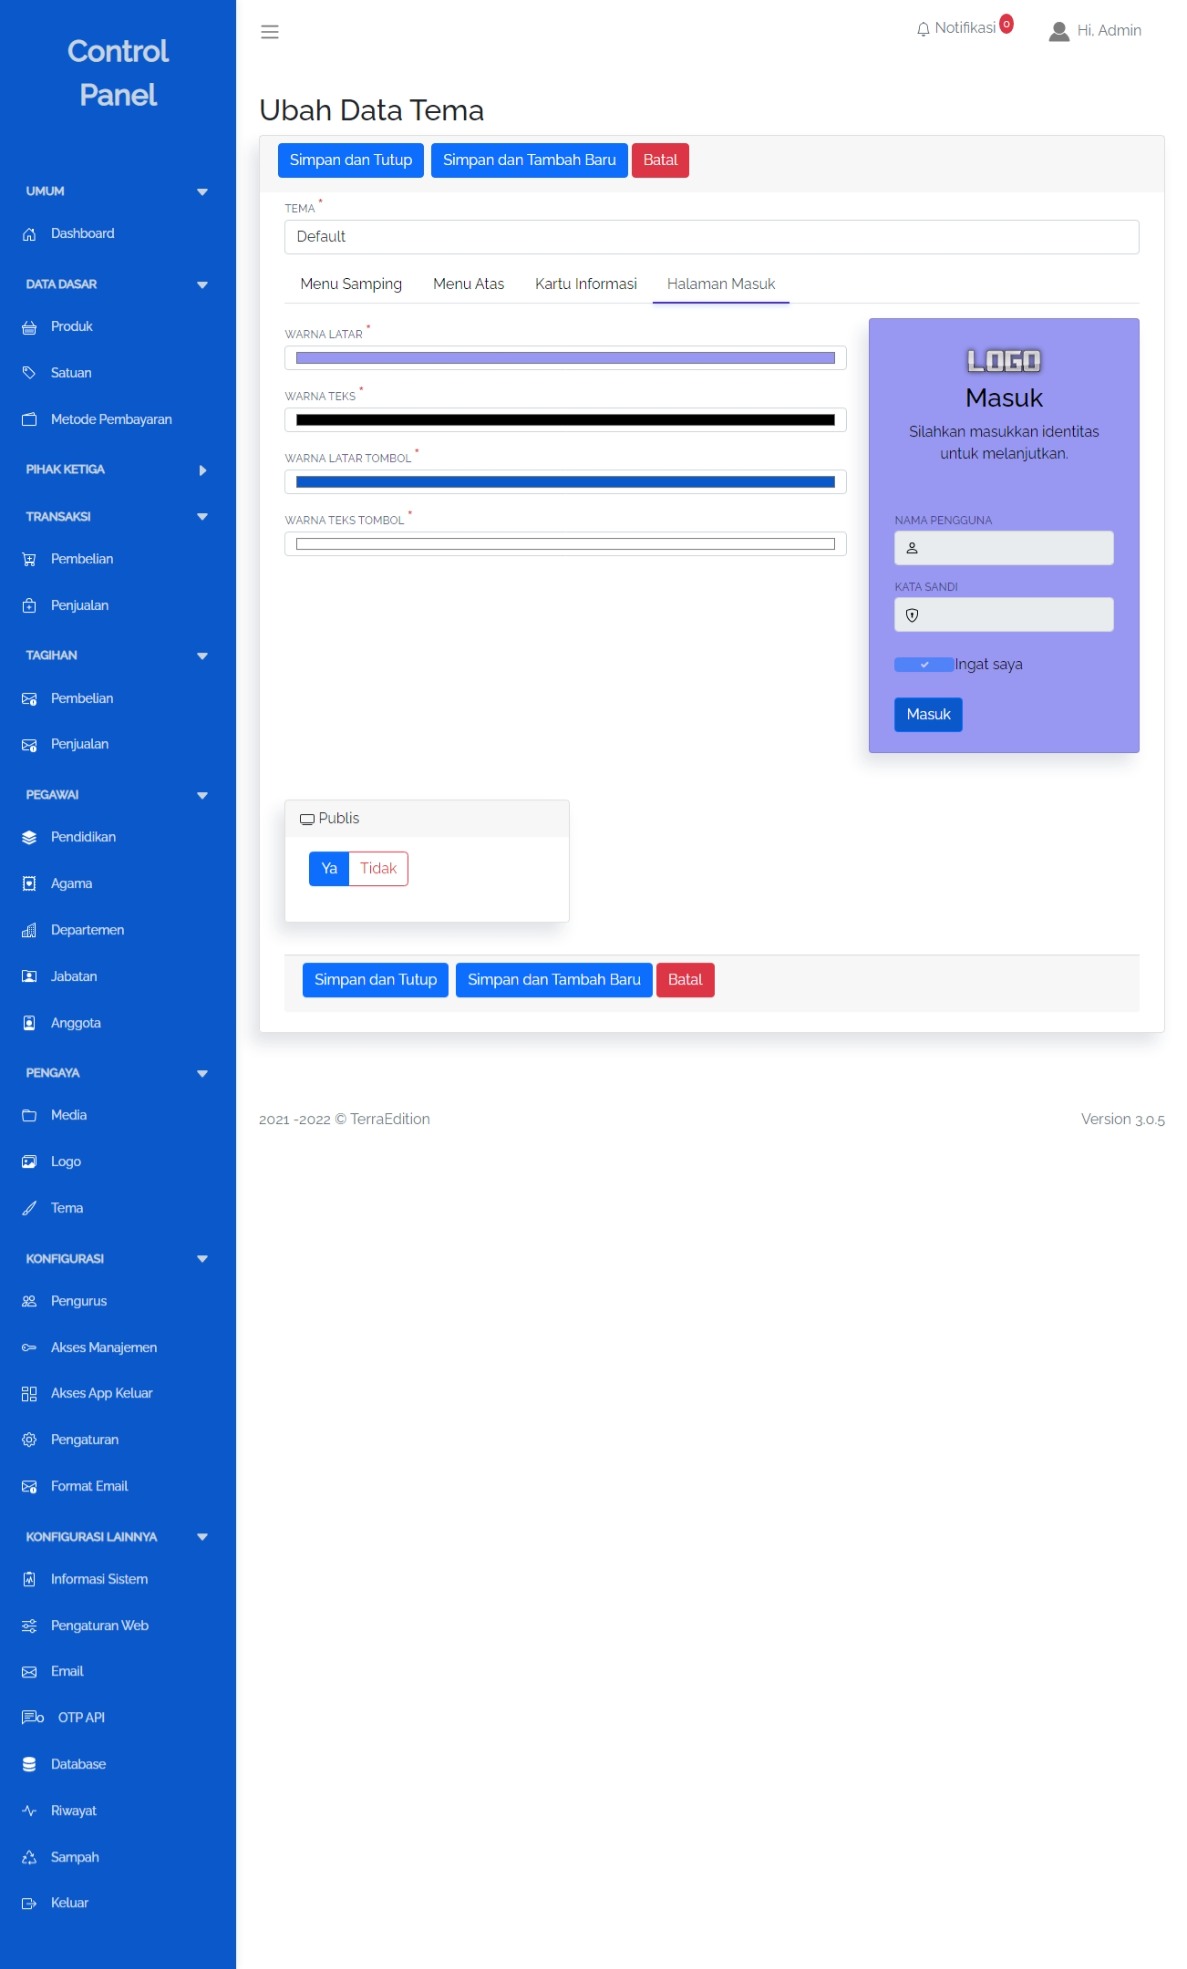 Control
Panel
UMUM
Dashboard
DATA DASAR
Produk
Satuan
Metode Pembayaran
PIHAK KETIGA
TRANSAKSI
Pembelian
Penjualan
TAGIHAN
Pembelian
Penjualan
PEGAWAI
Pendidikan
Agama
Departemen
Jabatan
Anggota
PENGAYA
Media
Logo
Tema
KONFIGURASI
Pengurus
Akses Manajemen
Akses App Keluar
Pengaturan
Format Email
KONFIGURASI LAINNYA
Informasi Sistem
Pengaturan Web
Email
OTP API
Database
Riwayat
Sampah
Keluar
Notifikasi 0
Hi, Admin
Ubah Data Tema
Simpan dan Tutup Simpan dan Tambah Baru Batal
TEMA *
Default
Menu Samping Menu Atas Kartu Informasi Halaman Masuk
WARNA LATAR *
WARNA TEKS *
WARNA LATAR TOMBOL *
WARNA TEKS TOMBOL *
LOGO
Masuk
Silahkan masukkan identitas
untuk melanjutkan.
NAMA PENGGUNA
KATA SANDI
Ingat saya
Masuk
Publis
Ya Tidak
Simpan dan Tutup Simpan dan Tambah Baru Batal
2021 -2022 © TerraEdition
Version 3.0.5